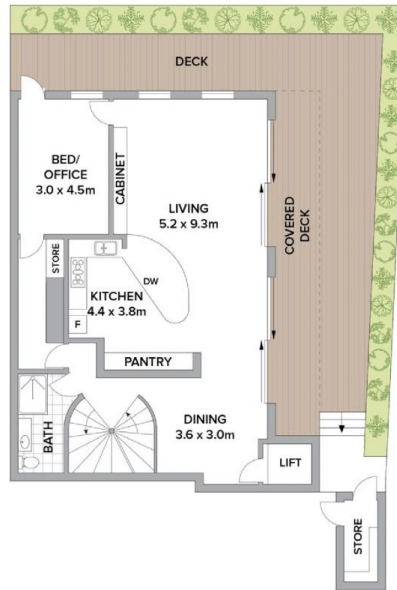 DECK
BED/
OFFICE
3.0 x 4.5m
CABINET
LIVING
5.2 x 9.3m
COVERED
DECK
STORE
DW
KITCHEN
4.4 x 3.8m
F
PANTRY
DINING
3.6 x 3.0m
BATH
LIFT
STORE